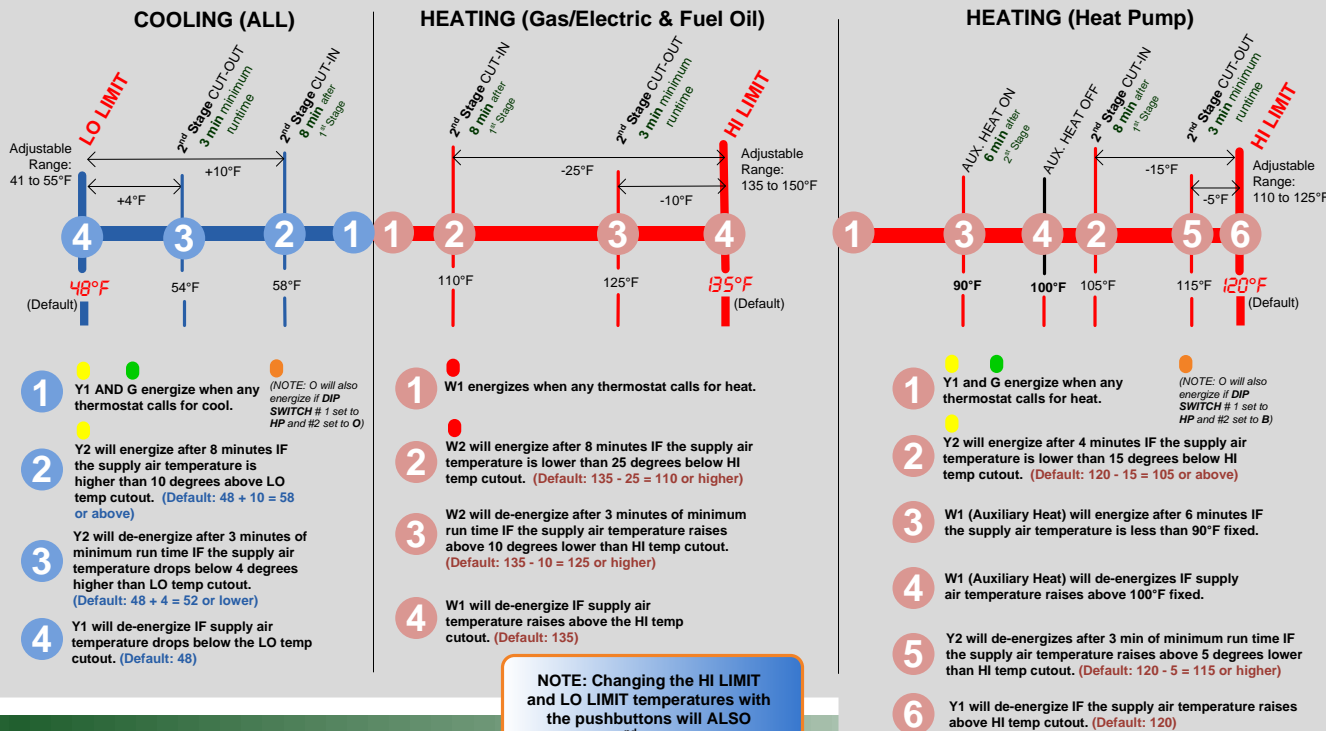 COOLING (ALL)
LO LIMIT
2nd Stage CUT-OUT
3 min minimum
runtime
2nd Stage CUT-IN
8 min after
1st Stage
Adjustable
Range:
41 to 55°F
+10°F
+4°F
4
3
2
1
48°F
(Default)
54°F
58°F
1
Y1 AND G energize when any
thermostat calls for cool.
(NOTE: O will also
energize if DIP
SWITCH # 1 set to
HP and #2 set to O)
2
Y2 will energize after 8 minutes IF
the supply air temperature is
higher than 10 degrees above LO
temp cutout. (Default: 48 + 10 = 58
or above)
3
Y2 will de-energize after 3 minutes of
minimum run time IF the supply air
temperature drops below 4 degrees
higher than LO temp cutout.
(Default: 48 + 4 = 52 or lower)
4
Y1 will de-energize IF supply air
temperature drops below the LO temp
cutout. (Default: 48)
HEATING (Gas/Electric & Fuel Oil)
2nd Stage CUT-IN
8 min after
1st Stage
2nd Stage CUT-OUT
3 min minimum
runtime
HI LIMIT
-25°F
-10°F
Adjustable
Range:
135 to 150°F
1
2
3
4
110°F
125°F
135°F
(Default)
1
W1 energizes when any thermostat calls for heat.
2
W2 will energize after 8 minutes IF the supply air
temperature is lower than 25 degrees below HI
temp cutout. (Default: 135 - 25 = 110 or higher)
3
W2 will de-energize after 3 minutes of minimum
run time IF the supply air temperature raises
above 10 degrees lower than HI temp cutout.
(Default: 135 - 10 = 125 or higher)
4
W1 will de-energize IF supply air
temperature raises above the HI temp
cutout. (Default: 135)
NOTE: Changing the HI LIMIT
and LO LIMIT temperatures with
the pushbuttons will ALSO
HEATING (Heat Pump)
AUX. HEAT ON
6 min after
2st Stage
AUX. HEAT OFF
2nd Stage CUT-IN
8 min after
1st Stage
2nd Stage CUT-OUT
3 min minimum
runtime
HI LIMIT
-15°F
-5°F
Adjustable
Range:
110 to 125°F
1
3
4
2
5
6
90°F
100°F
105°F
115°F
120°F
(Default)
1
Y1 and G energize when any
thermostat calls for heat.
(NOTE: O will also
energize if DIP
SWITCH # 1 set to
HP and #2 set to B)
2
Y2 will energize after 4 minutes IF the supply air
temperature is lower than 15 degrees below HI
temp cutout. (Default: 120 - 15 = 105 or above)
3
W1 (Auxiliary Heat) will energize after 6 minutes IF
the supply air temperature is less than 90°F fixed.
4
W1 (Auxiliary Heat) will de-energizes IF supply
air temperature raises above 100°F fixed.
5
Y2 will de-energizes after 3 min of minimum run time IF
the supply air temperature raises above 5 degrees lower
than HI temp cutout. (Default: 120 - 5 = 115 or higher)
6
Y1 will de-energize IF the supply air temperature raises
above HI temp cutout. (Default: 120)